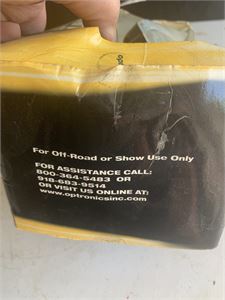 For Off-Road or Show Use Only
FOR ASSISTANCE CALL:
800-364-5483 OR
918-683-9514
OR VISIT US ONLINE AT:
www.optronicsinc.com